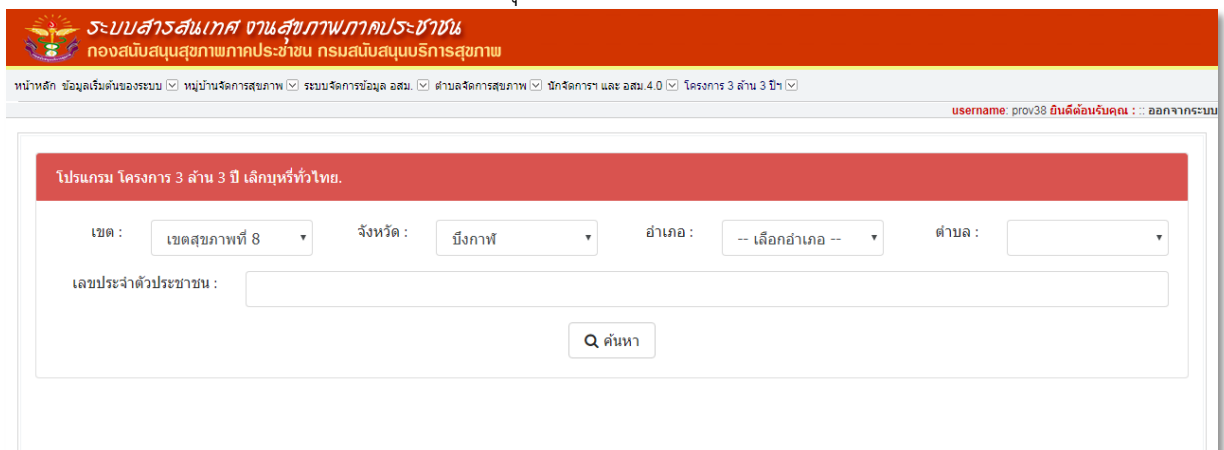 ระบบสารสนเทศ งานสุขภาพภาคประชาชน
กองสนับสนุนสุขภาพภาคประชาชน กรมสนับสนุนบริการสุขภาพ
หน้าหลัก ข้อมูลเริ่มต้นของระบบ หมู่บ้านจัดการสุขภาพ ระบบจัดการข้อมูล อสม. ตำบลจัดการสุขภาพ นักจัดการฯ และ อสม.4.0 โครงการ 3 ล้าน 3 ปีฯ
username: prov38 ยินดีต้อนรับคุณ : :: ออกจากระบบ
โปรแกรม โครงการ 3 ล้าน 3 ปี เลิกบุหรี่ทั่วไทย.
เขต : เขตสุขภาพที่ 8 จังหวัด : บึงกาฬ อำเภอ : -- เลือกอำเภอ -- ตำบล :
เลขประจำตัวประชาชน :
ค้นหา